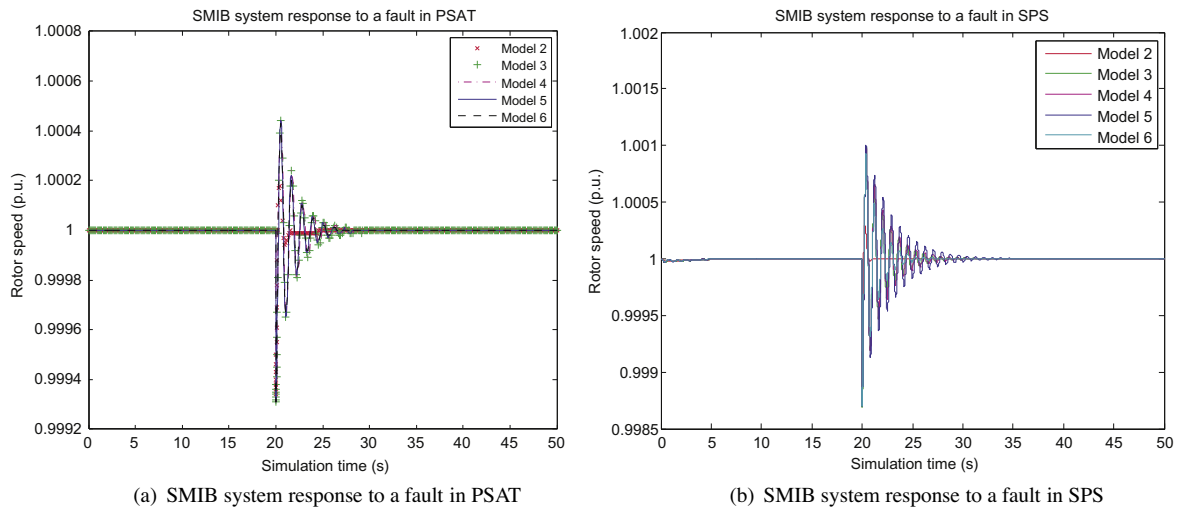 SMIB system response to a fault in PSAT
1.0008
1.0006
1.0004
1.0002
1
0.9998
0.9996
0.9994
0.9992
Rotor speed (p.u.)
Model 2
Model 3
Model 4
Model 5
Model 6
0 5 10 15 20 25 30 35 40 45 50
Simulation time (s)
(a) SMIB system response to a fault in PSAT
SMIB system response to a fault in SPS
1.002
1.0015
1.001
1.0005
1
0.9995
0.999
0.9985
Rotor speed (p.u.)
Model 2
Model 3
Model 4
Model 5
Model 6
0 5 10 15 20 25 30 35 40 45 50
Simulation time (s)
(b) SMIB system response to a fault in SPS